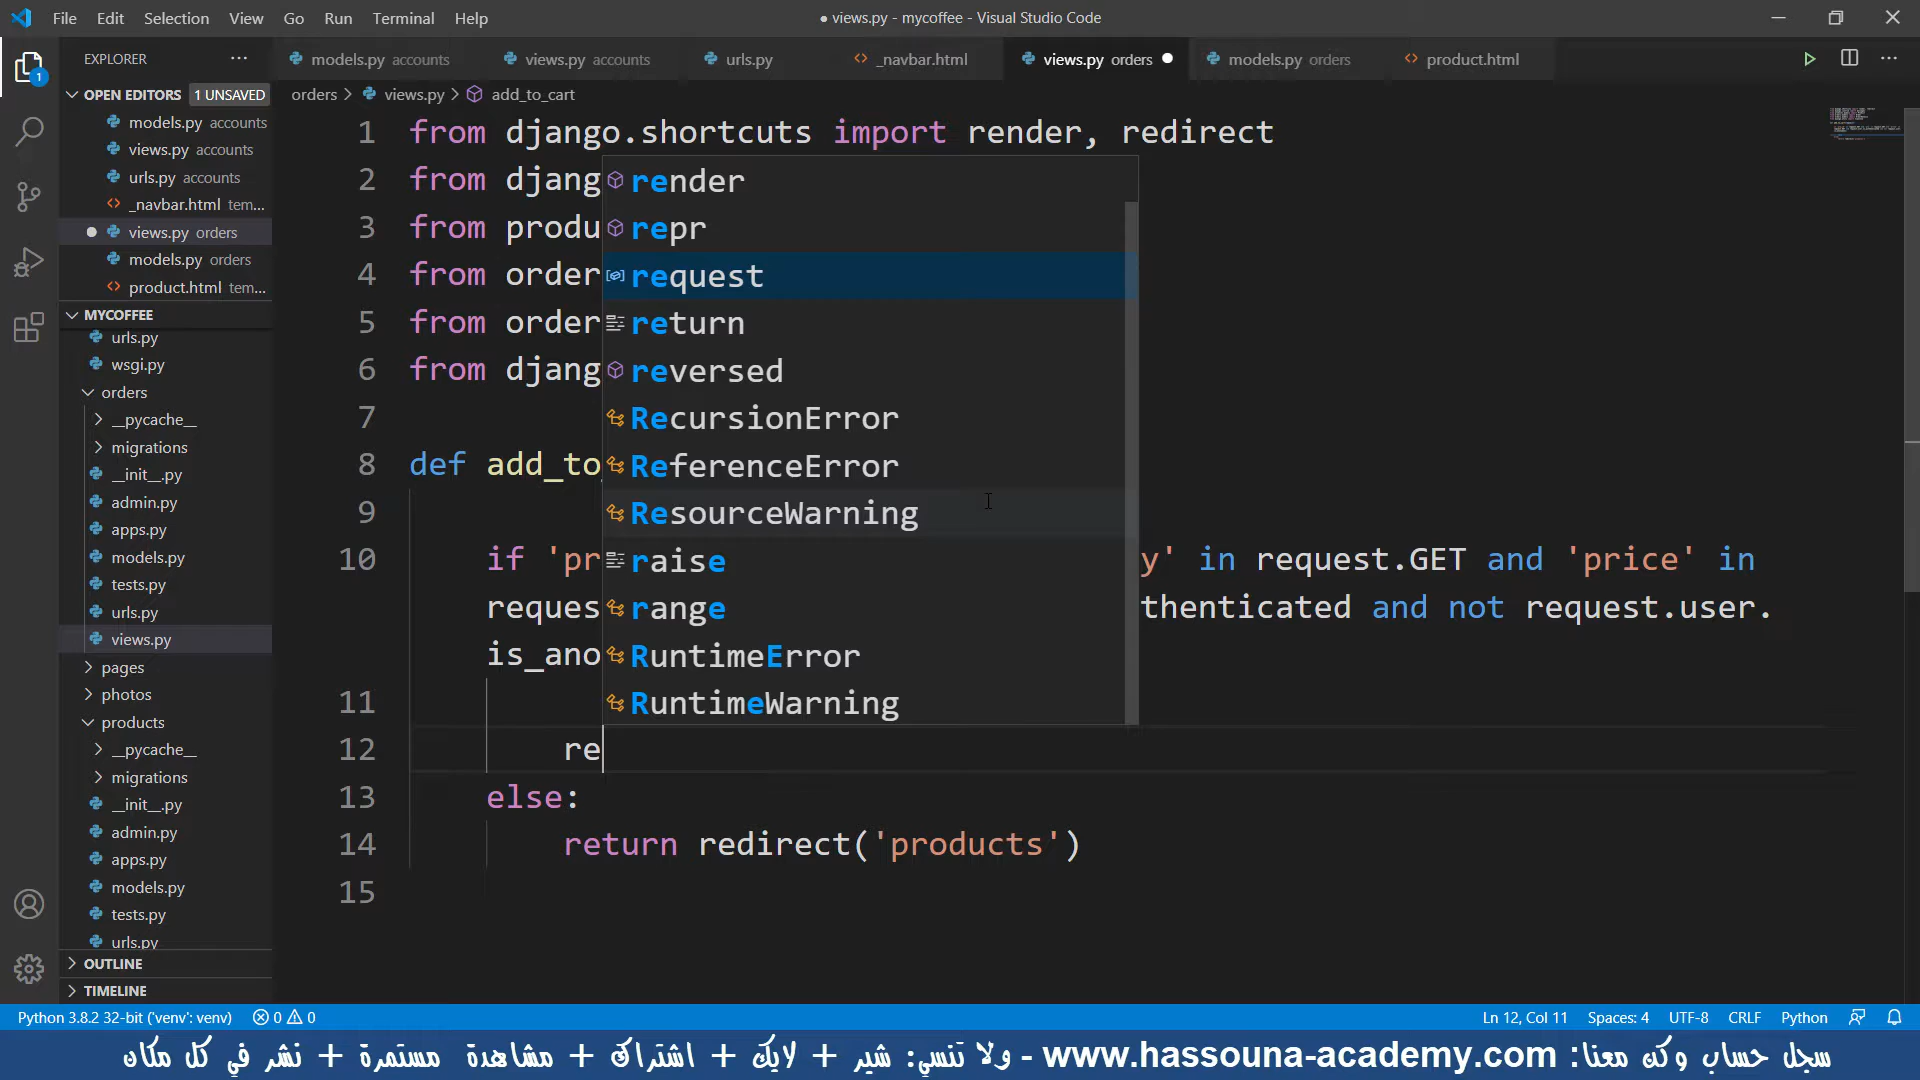 File Edit Selection View Go Run Terminal Help
● views.py - mycoffee - Visual Studio Code
EXPLORER ···
models.py accounts
views.py accounts
urls.py
_navbar.html
views.py orders
models.py orders
product.html
OPEN EDITORS 1 UNSAVED
models.py accounts
views.py accounts
urls.py accounts
_navbar.html tem...
views.py orders
models.py orders
product.html tem...
MYCOFFEE
urls.py
wsgi.py
orders
__pycache__
migrations
__init__.py
admin.py
apps.py
models.py
tests.py
urls.py
views.py
pages
photos
products
__pycache__
migrations
__init__.py
admin.py
apps.py
models.py
tests.py
urls.py
OUTLINE
TIMELINE
orders > views.py > add_to_cart
1 from django.shortcuts import render, redirect
2 from djang
3 from produ
4 from order
5 from order
6 from djang
7
8 def add_to_
9
10 if 'pr y' in request.GET and 'price' in
reques thenticated and not request.user.
is_ano
11
12 re
13 else:
14 return redirect('products')
15
render
repr
request
return
reversed
RecursionError
ReferenceError
ResourceWarning
raise
range
RuntimeError
RuntimeWarning
1
Python 3.8.2 32-bit ('venv': venv) 0 0 Ln 12, Col 11 Spaces: 4 UTF-8 CRLF Python
سجل حساب وكن معنا: www.hassouna-academy.com - ولا تنسي: شير + لايك + اشتراك + مشاهدة مستمرة + نشر في كل مكان